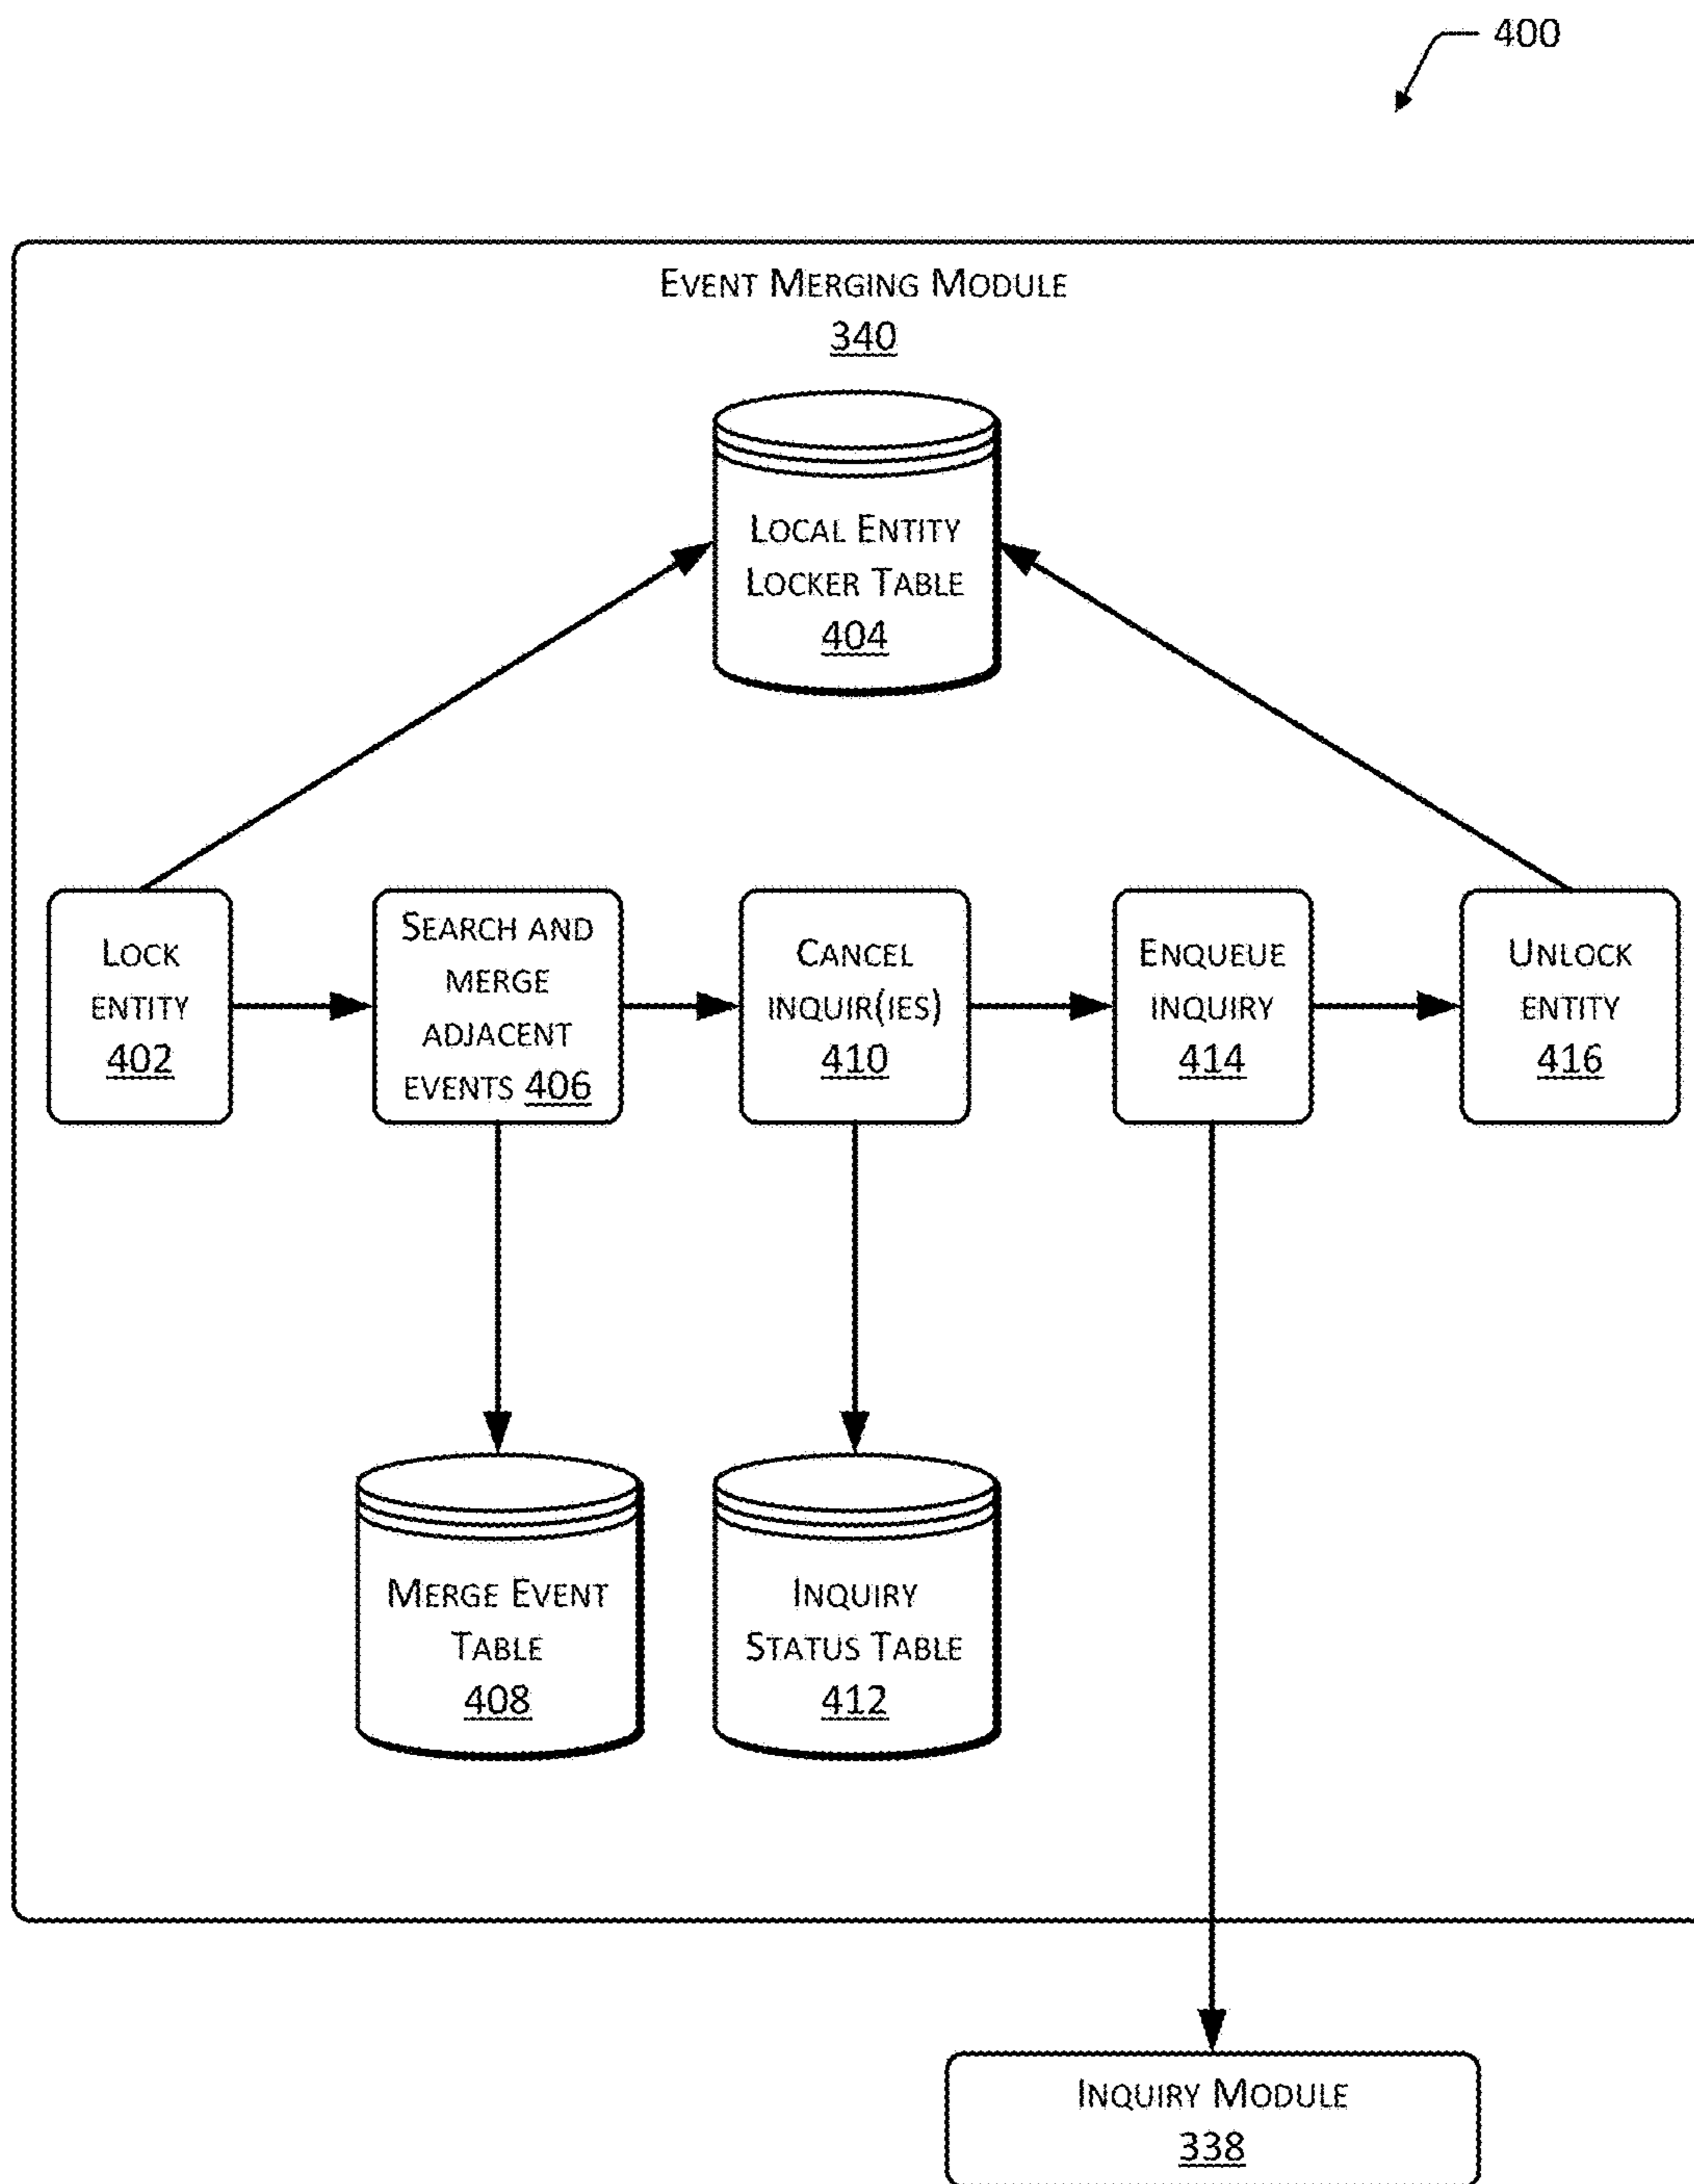 400
EVENT MERGING MODULE
340
LOCAL ENTITY
LOCKER TABLE
404
LOCK
ENTITY
402
SEARCH AND
MERGE
ADJACENT
EVENTS 406
CANCEL
INQUIR(IES)
410
ENQUEUE
INQUIRY
414
UNLOCK
ENTITY
416
MERGE EVENT
TABLE
408
INQUIRY
STATUS TABLE
412
INQUIRY MODULE
338